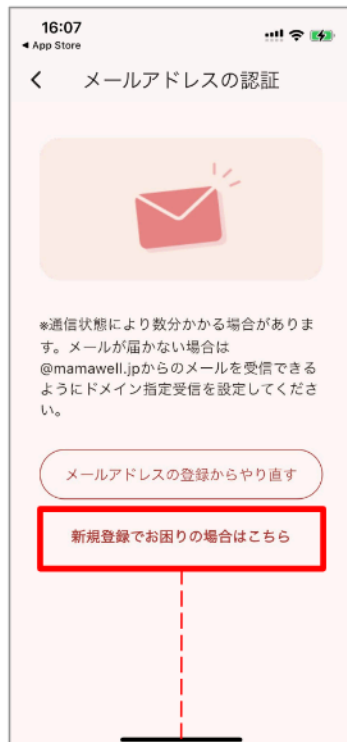 16:07
◀ App Store
メールアドレスの認証
※通信状態により数分かかる場合がありま
す。メールが届かない場合は
@mamawell.jpからのメールを受信できる
ようにドメイン指定受信を設定してくださ
い。
メールアドレスの登録からやり直す
新規登録でお困りの場合はこちら